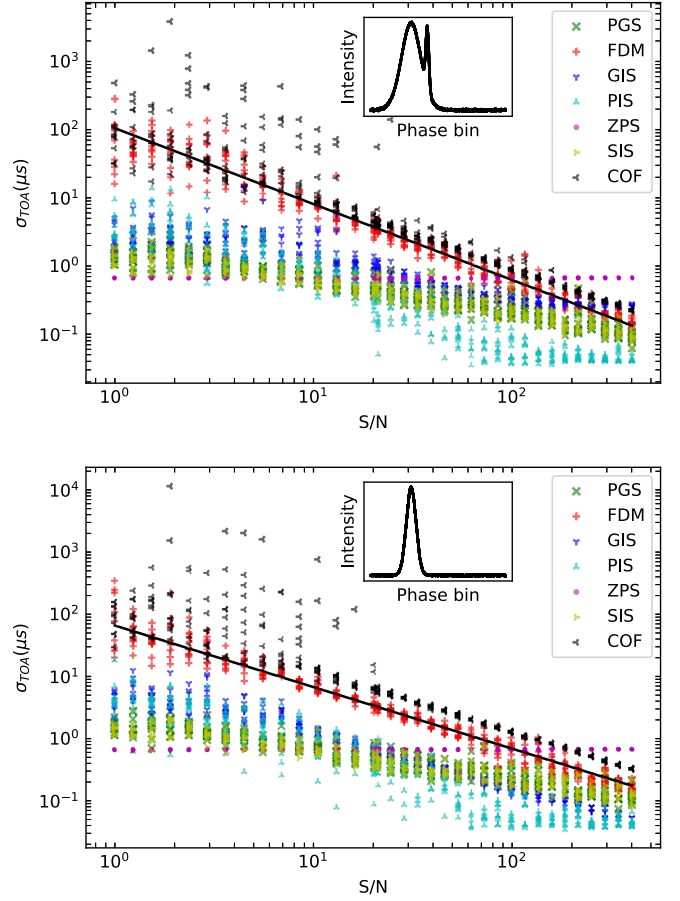 10³
10²
10¹
10⁰
10⁻¹
σ_TOA(μs)
Intensity
Phase bin
PGS
FDM
GIS
PIS
ZPS
SIS
COF
10⁰ 10¹ 10²
S/N
10⁴
10³
10²
10¹
10⁰
10⁻¹
σ_TOA(μs)
Intensity
Phase bin
PGS
FDM
GIS
PIS
ZPS
SIS
COF
10⁰ 10¹ 10²
S/N